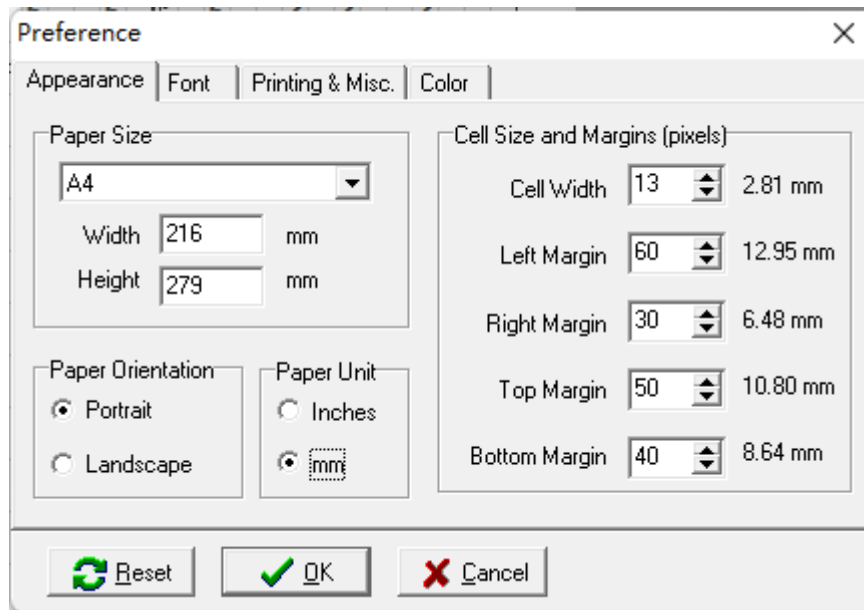 Preference
Appearance Font Printing & Misc. Color
Paper Size
A4
Width 216 mm
Height 279 mm
Paper Orientation
Portrait
Landscape
Paper Unit
Inches
mm
Cell Size and Margins (pixels)
Cell Width 13 2.81 mm
Left Margin 60 12.95 mm
Right Margin 30 6.48 mm
Top Margin 50 10.80 mm
Bottom Margin 40 8.64 mm
Reset OK Cancel